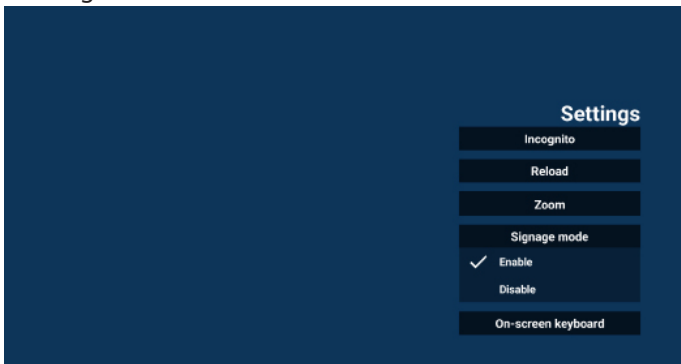 Settings
Incognito
Reload
Zoom
Signage mode
Enable
Disable
On-screen keyboard